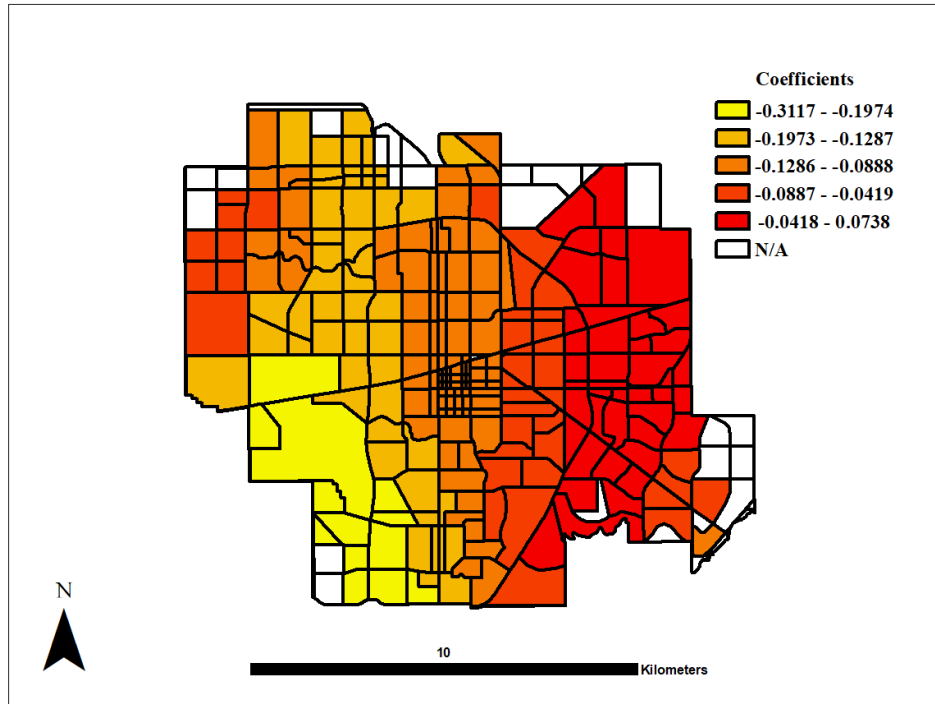 Coefficients
-0.3117 - -0.1974
-0.1973 - -0.1287
-0.1286 - -0.0888
-0.0887 - -0.0419
-0.0418 - 0.0738
N/A
N
10
Kilometers